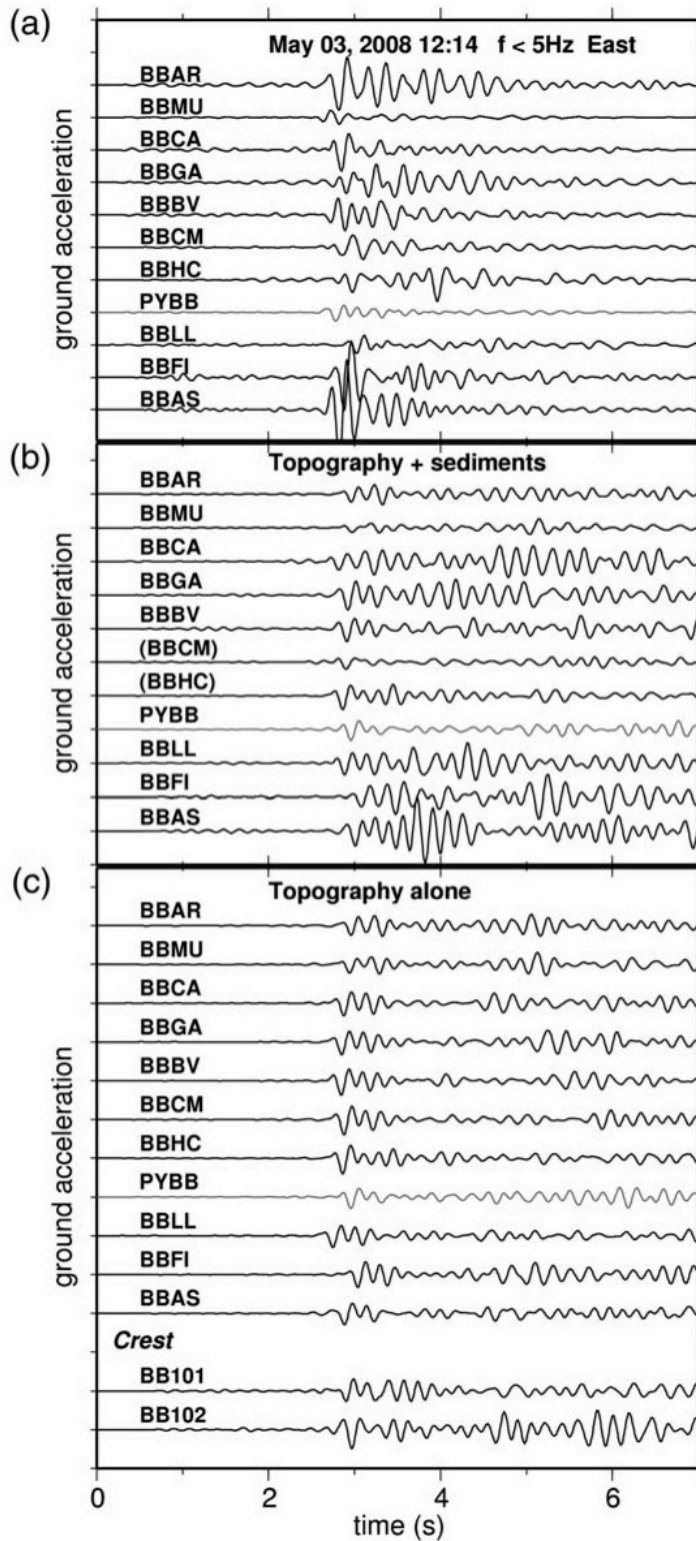 (a)
May 03, 2008 12:14 f < 5Hz East
BBAR
BBMU
BBCA
BBGA
BBBV
BBCM
BBHC
PYBB
BBLL
BBFI
BBAS
ground acceleration
(b)
Topography + sediments
BBAR
BBMU
BBCA
BBGA
BBBV
(BBCM)
(BBHC)
PYBB
BBLL
BBFI
BBAS
ground acceleration
(c)
Topography alone
BBAR
BBMU
BBCA
BBGA
BBBV
BBCM
BBHC
PYBB
BBLL
BBFI
BBAS
Crest
BB101
BB102
ground acceleration
0 2 4 6
time (s)